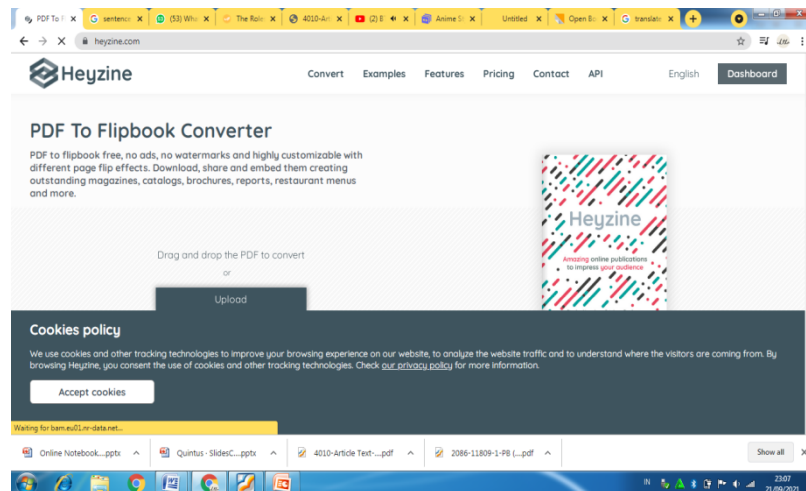 PDF To F
sentence
(53) Wha
The Role
4010-Art
(2) B
Anime S
Untitled
Open B
translate
heyzine.com
Heyzine
Convert Examples Features Pricing Contact API English Dashboard
PDF To Flipbook Converter
PDF to flipbook free, no ads, no watermarks and highly customizable with
different page flip effects. Download, share and embed them creating
outstanding magazines, catalogs, brochures, reports, restaurant menus
and more.
Drag and drop the PDF to convert
or
Upload
Heyzine
Amazing online publications
to impress your audience
Cookies policy
We use cookies and other tracking technologies to improve your browsing experience on our website, to analyze the website traffic and to understand where the visitors are coming from. By
browsing Heyzine, you consent the use of cookies and other tracking technologies. Check our privacy policy for more information.
Accept cookies
Waiting for bam.eu01.nr-data.net...
Online Notebook....pptx
Quintus · SlidesC....pptx
4010-Article Text-....pdf
2086-11809-1-PB (....pdf
Show all
IN
23:07
21/09/2021